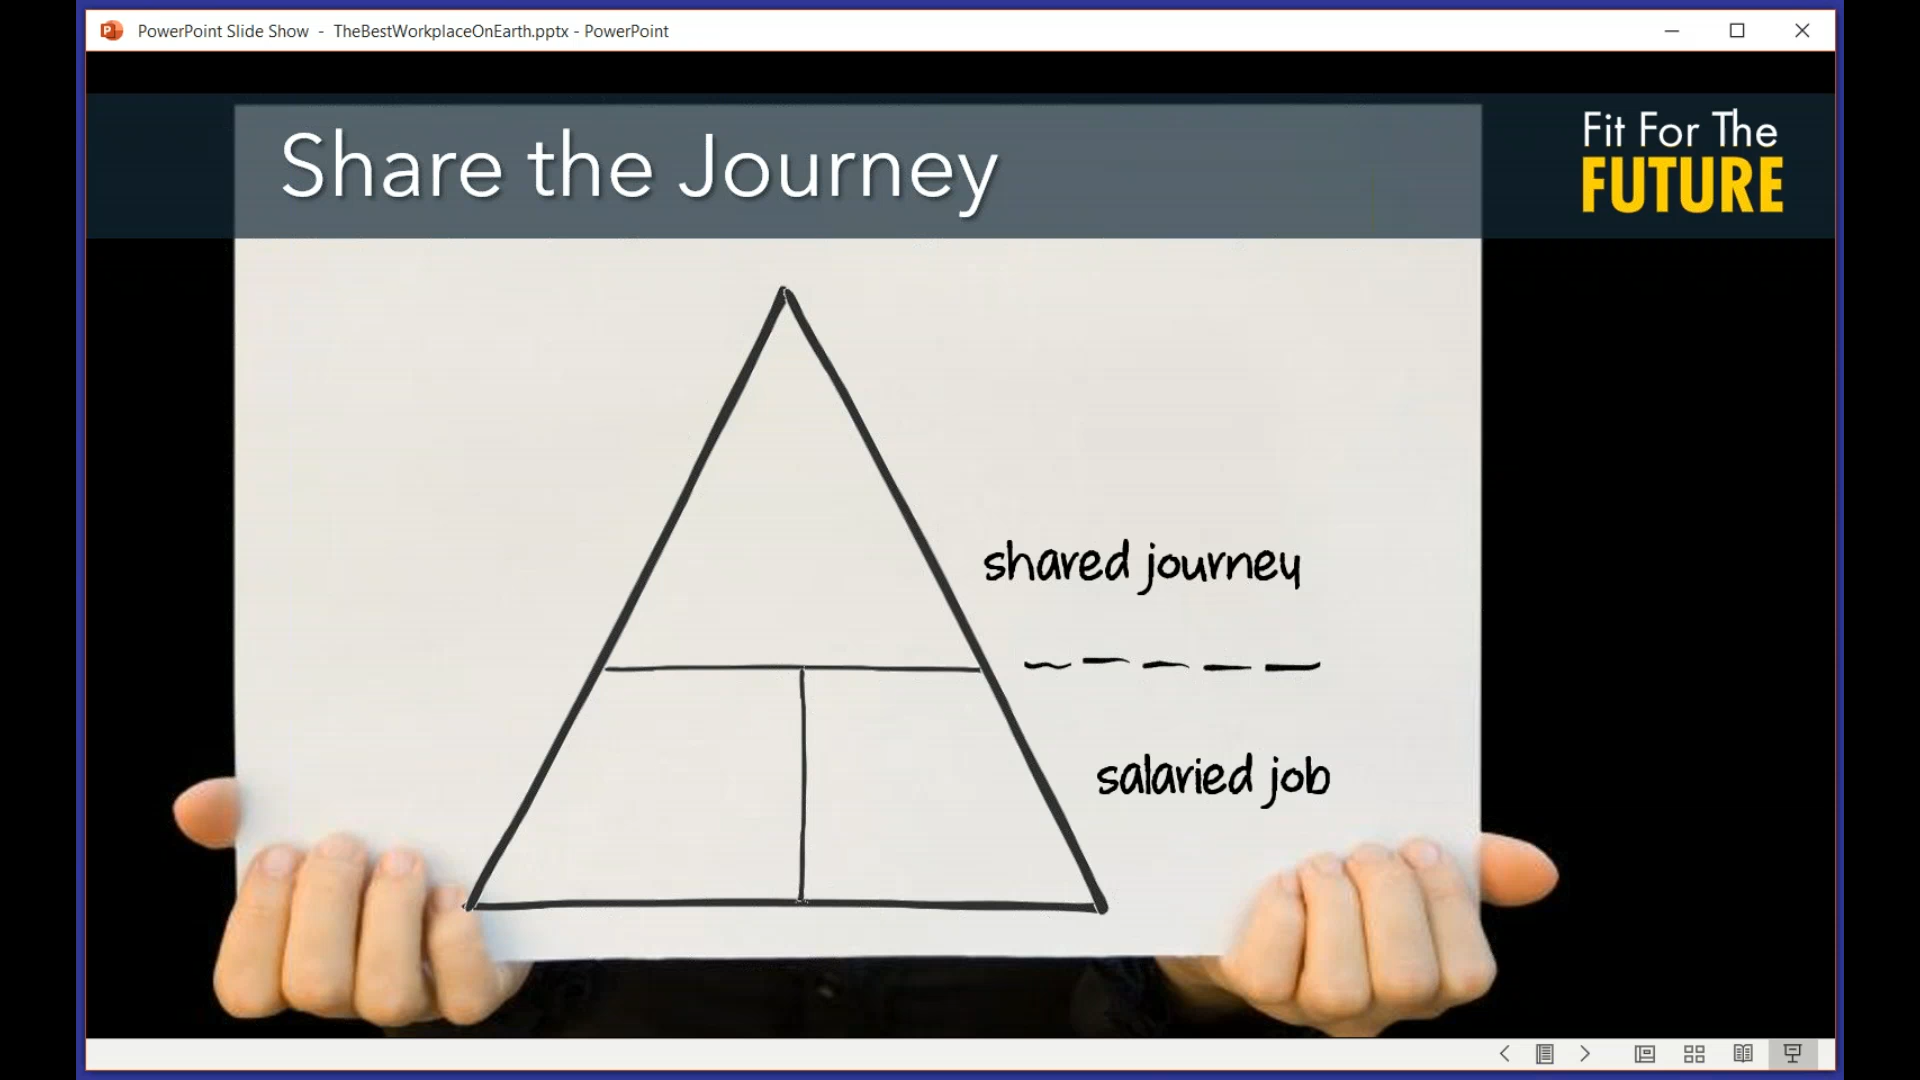 PowerPoint Slide Show - TheBestWorkplaceOnEarth.pptx - PowerPoint
Share the Journey
Fit For The
FUTURE
shared journey
salaried job